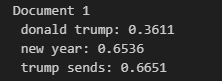 Document 1
donald trump: 0.3611
new year: 0.6536
trump sends: 0.6651